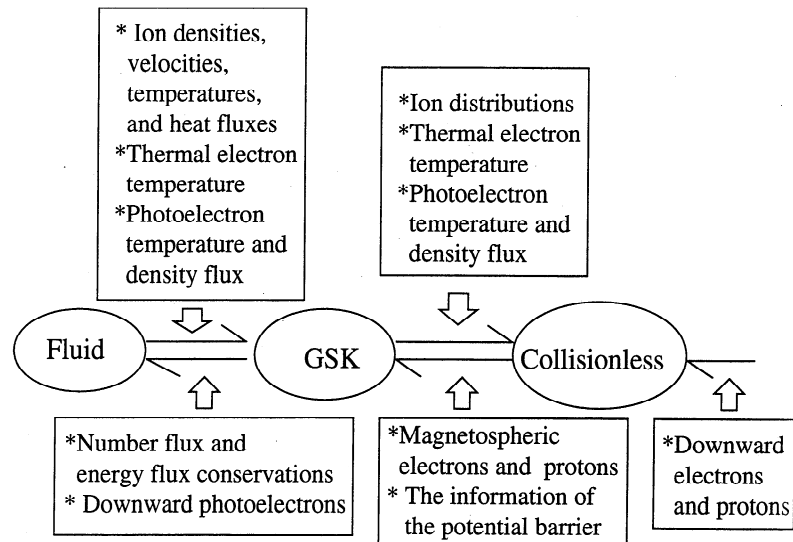 * Ion densities,
velocities,
temperatures,
and heat fluxes
*Thermal electron
temperature
*Photoelectron
temperature and
density flux
*Ion distributions
*Thermal electron
temperature
*Photoelectron
temperature and
density flux
Fluid
GSK
Collisionless
*Number flux and
energy flux conservations
* Downward photoelectrons
*Magnetospheric
electrons and protons
* The information of
the potential barrier
*Downward
electrons
and protons